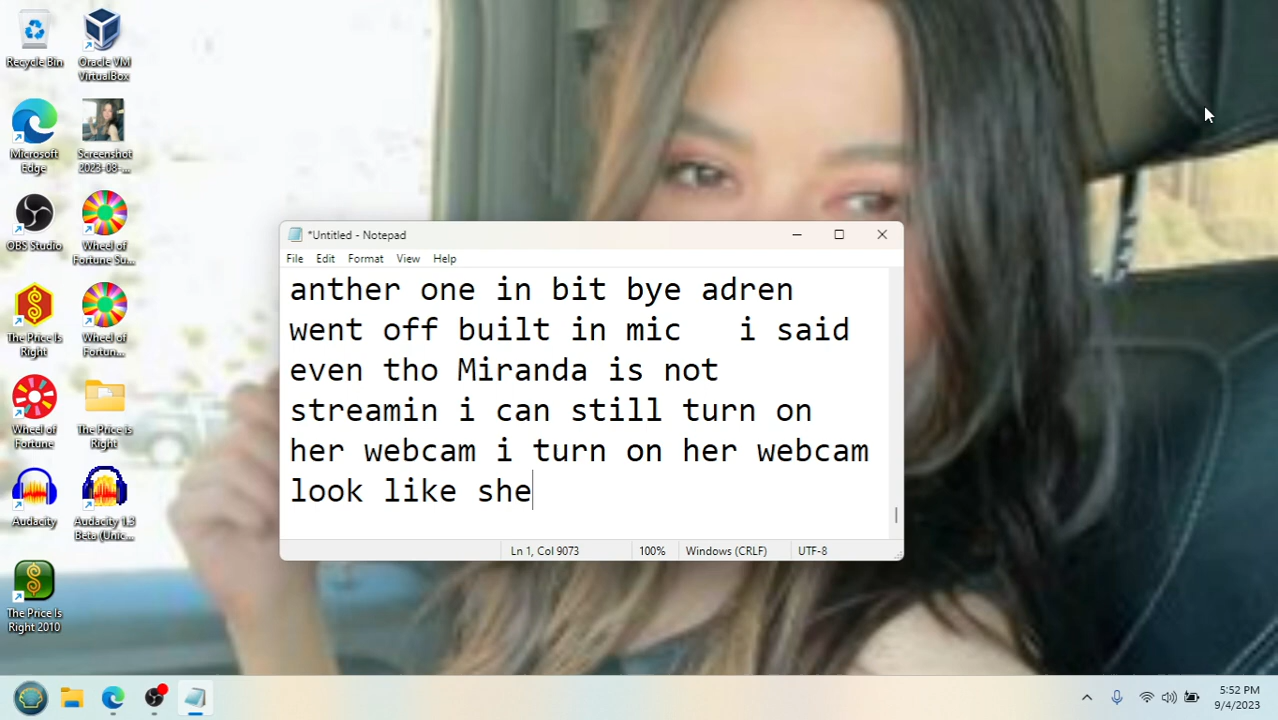 Recycle Bin
Oracle VM
VirtualBox
Microsoft
Edge
Screenshot
2023-08-...
OBS Studio
Wheel of
Fortune Su...
The Price Is
Right
Wheel of
Fortun...
Wheel of
Fortune
The Price Is
Right
Audacity
Audacity 1.3
Beta (Unic...
The Price Is
Right 2010
*Untitled - Notepad
File Edit Format View Help
anther one in bit bye adren
went off built in mic   i said
even tho Miranda is not
streamin i can still turn on
her webcam i turn on her webcam
look like she
Ln 1, Col 9073 100% Windows (CRLF) UTF-8
5:52 PM
9/4/2023